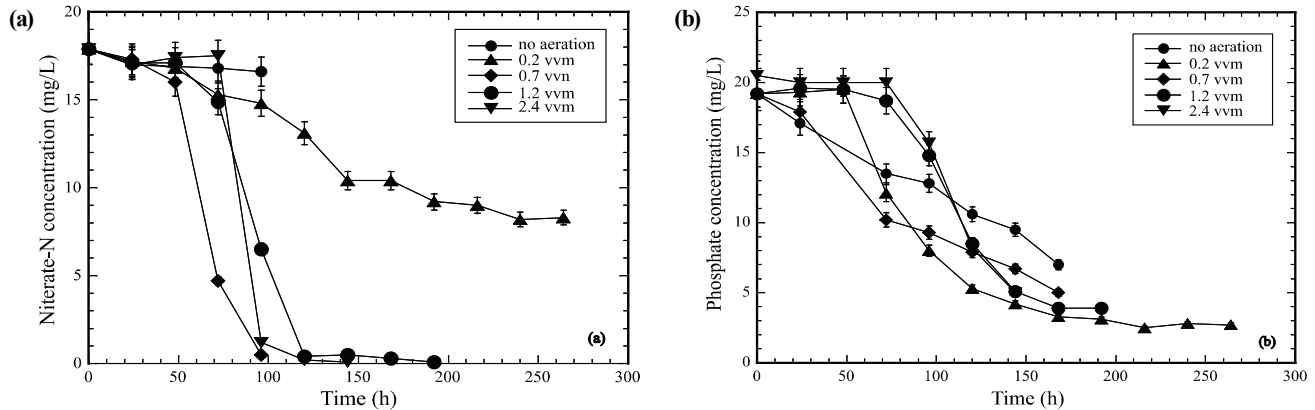 (a)
Niterate-N concentration (mg/L)
20
15
10
5
0
0 50 100 150 200 250 300
Time (h)
no aeration
0.2 vvm
0.7 vvn
1.2 vvm
2.4 vvm
(a)
(b)
Phosphate concentration (mg/L)
25
20
15
10
5
0
0 50 100 150 200 250 300
Time (h)
no aeration
0.2 vvm
0.7 vvm
1.2 vvm
2.4 vvm
(b)